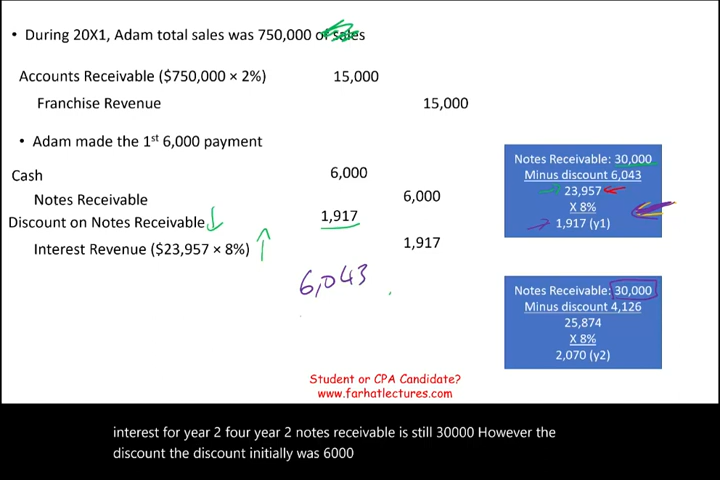 • During 20X1, Adam total sales was 750,000 of sales
Accounts Receivable ($750,000 × 2%) 15,000
Franchise Revenue 15,000
• Adam made the 1st 6,000 payment
Cash 6,000
Notes Receivable 6,000
Discount on Notes Receivable 1,917
Interest Revenue ($23,957 × 8%) 1,917
6,043
Notes Receivable: 30,000
Minus discount 6,043
23,957
X 8%
1,917 (y1)
Notes Receivable: 30,000
Minus discount 4,126
25,874
X 8%
2,070 (y2)
Student or CPA Candidate?
www.farhatlectures.com
interest for year 2 four year 2 notes receivable is still 30000 However the
discount the discount initially was 6000